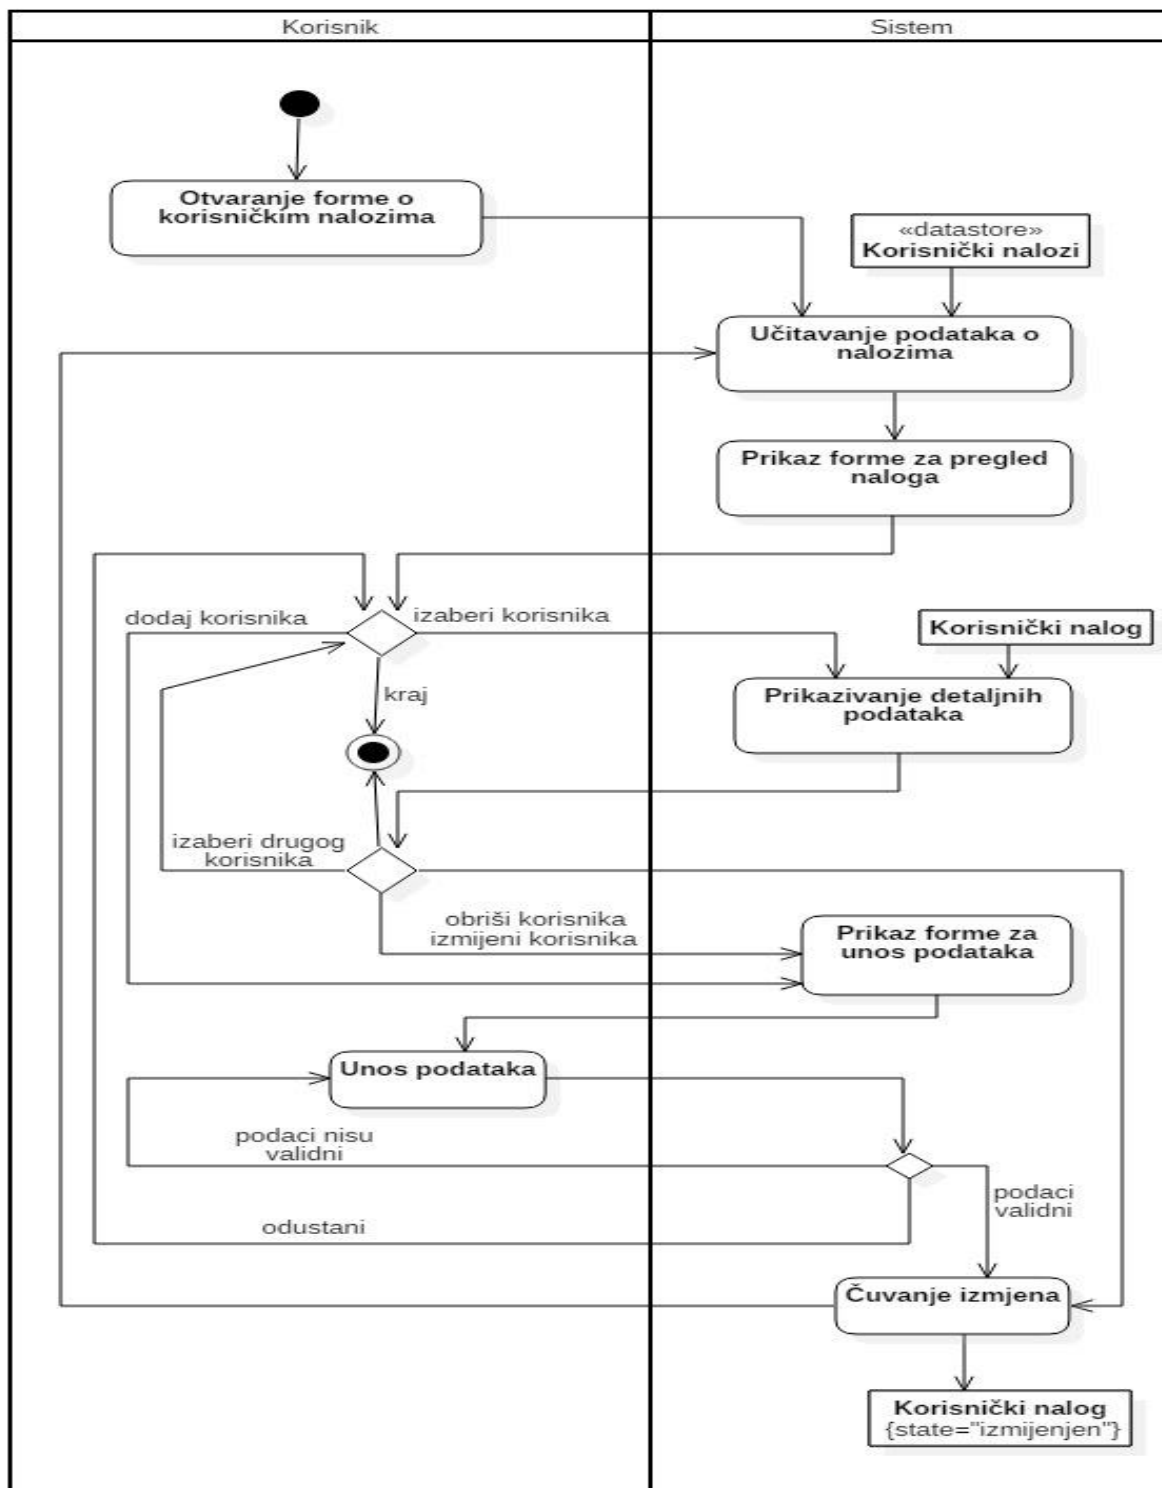 Korisnik
Sistem
Otvaranje forme o
korisničkim nalozima
«datastore»
Korisnički nalozi
Učitavanje podataka o
nalozima
Prikaz forme za pregled
naloga
dodaj korisnika
izaberi korisnika
Korisnički nalog
Prikazivanje detaljnih
podataka
kraj
izaberi drugog
korisnika
obriši korisnika
izmijeni korisnika
Prikaz forme za
unos podataka
Unos podataka
podaci nisu
validni
podaci
validni
odustani
Čuvanje izmjena
Korisnički nalog
{state="izmijenjen"}